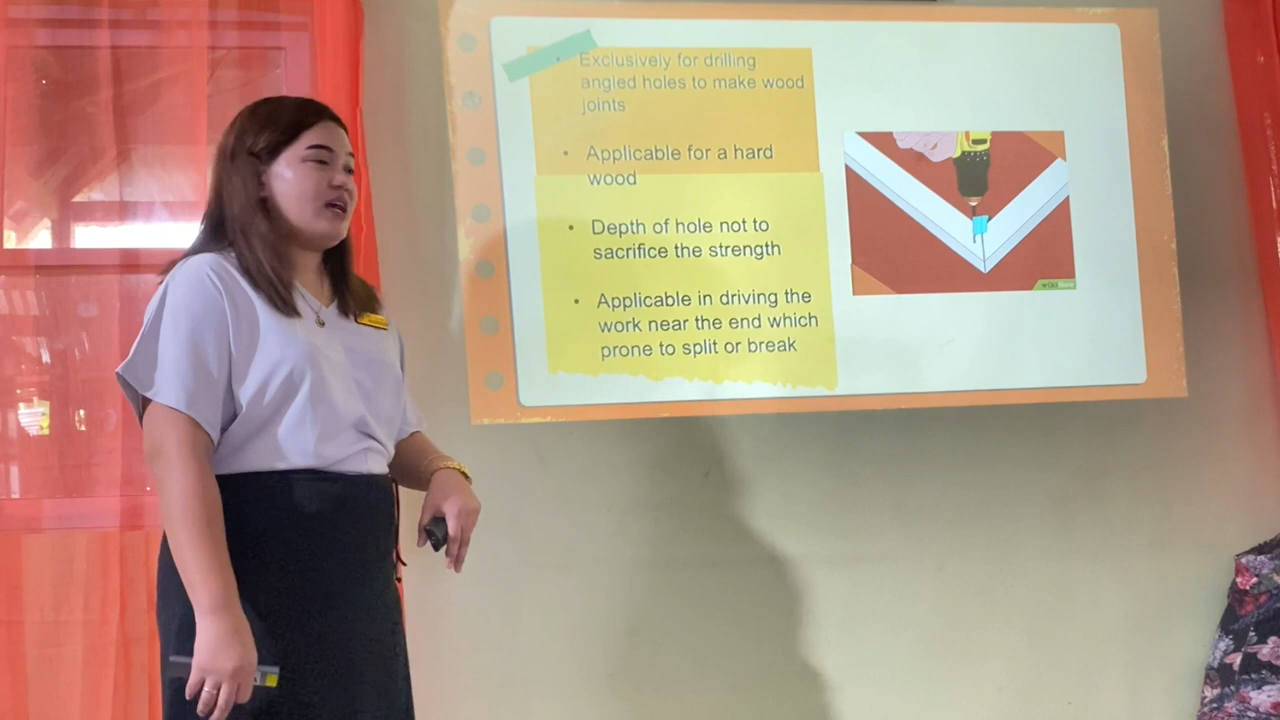 • Exclusively for drilling
angled holes to make wood
joints
• Applicable for a hard
wood
• Depth of hole not to
sacrifice the strength
• Applicable in driving the
work near the end which
prone to split or break
wikiHow